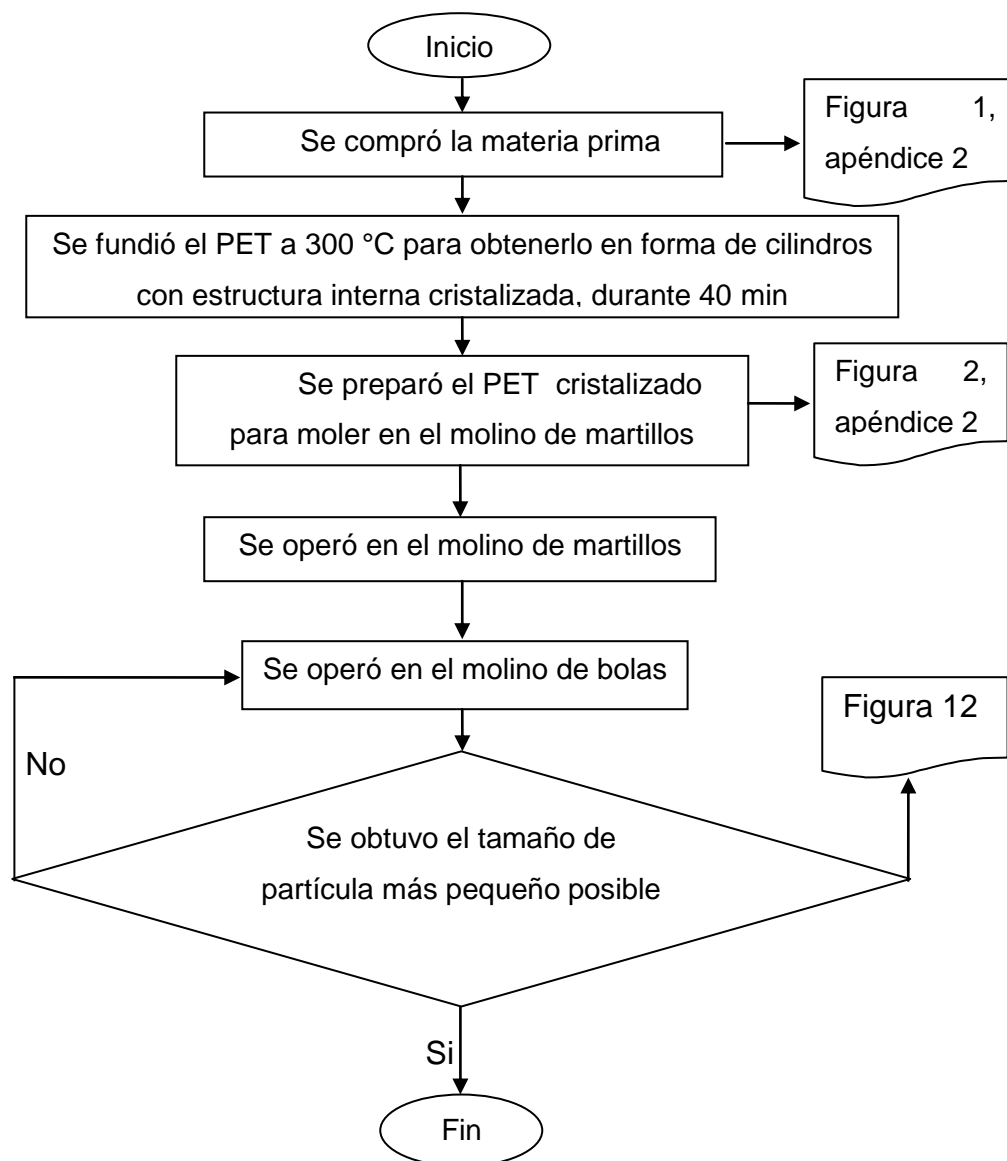 Inicio
Se compró la materia prima
Figura 1,
apéndice 2
Se fundió el PET a 300 °C para obtenerlo en forma de cilindros
con estructura interna cristalizada, durante 40 min
Se preparó el PET cristalizado
para moler en el molino de martillos
Figura 2,
apéndice 2
Se operó en el molino de martillos
Se operó en el molino de bolas
Figura 12
No
Se obtuvo el tamaño de
partícula más pequeño posible
Si
Fin